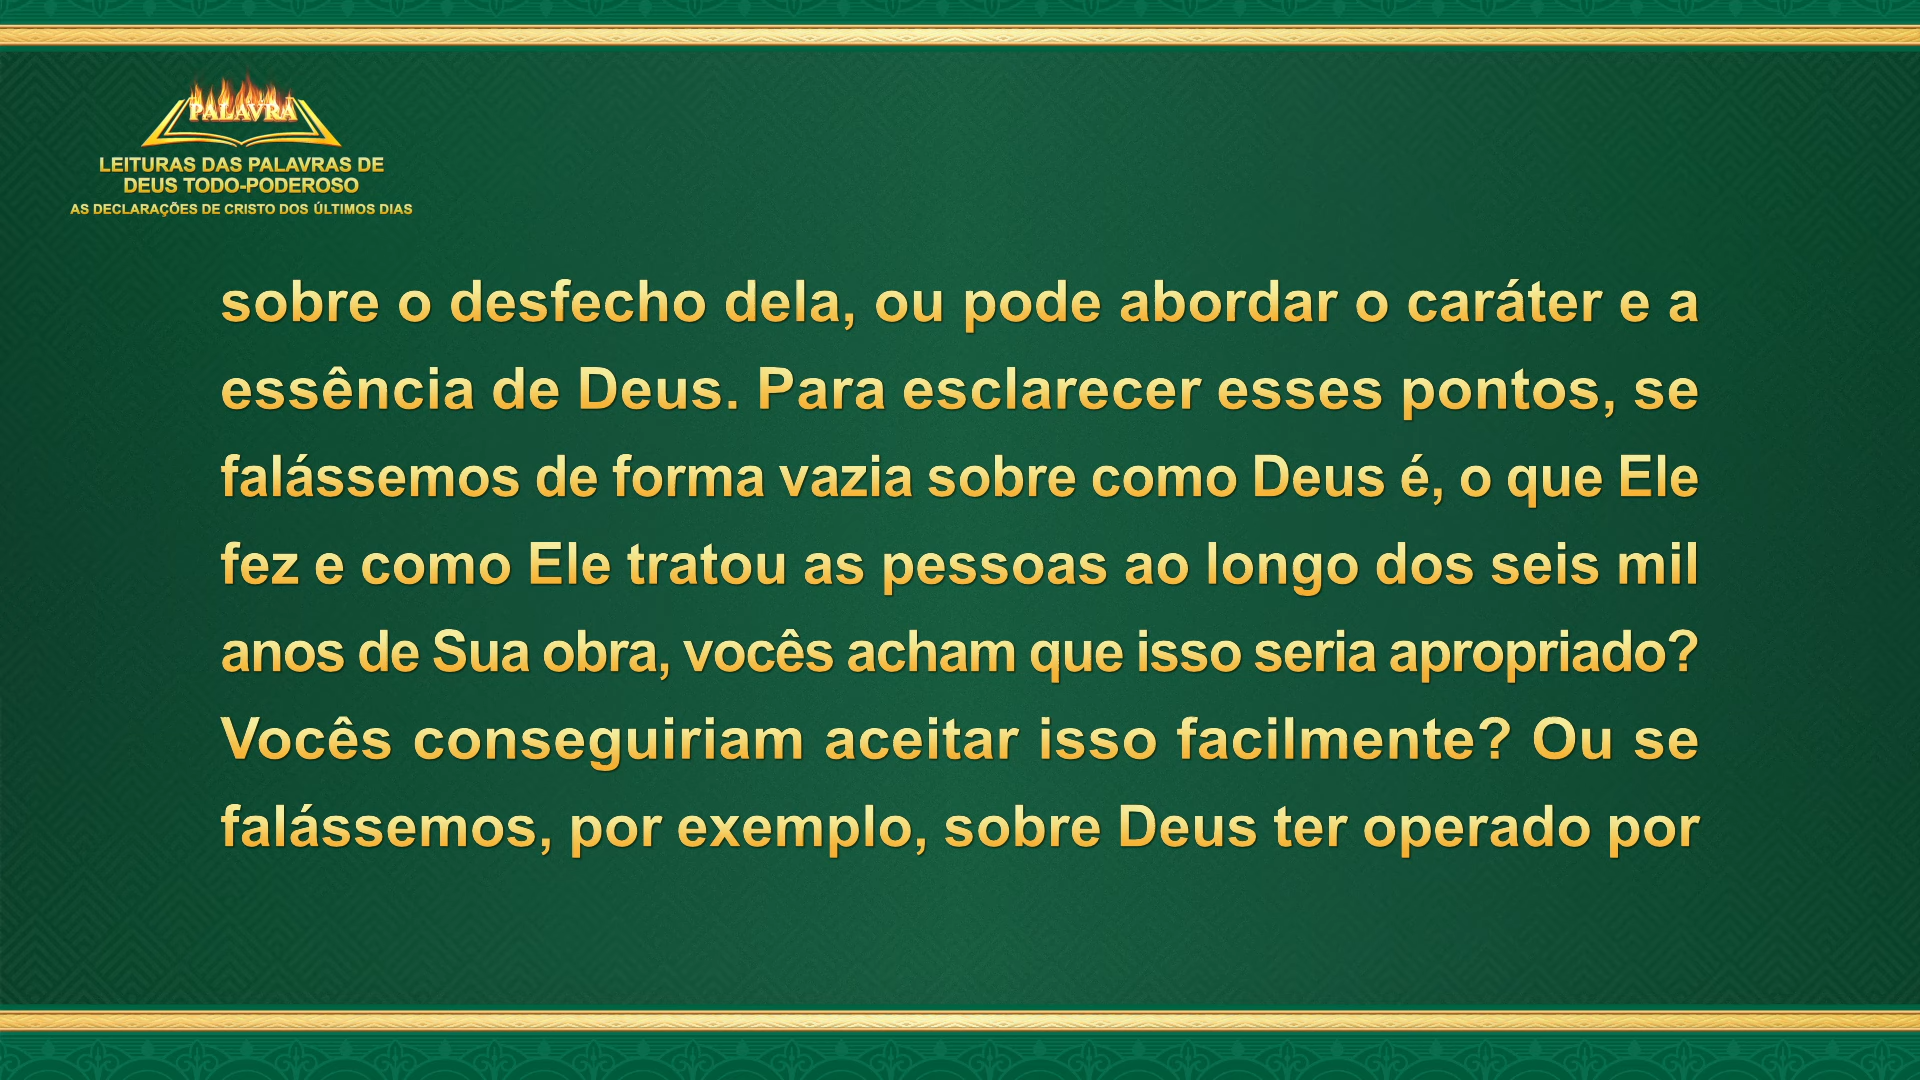 PALAVRA
LEITURAS DAS PALAVRAS DE
DEUS TODO-PODEROSO
AS DECLARAÇÕES DE CRISTO DOS ÚLTIMOS DIAS
sobre o desfecho dela, ou pode abordar o caráter e a
essência de Deus. Para esclarecer esses pontos, se
falássemos de forma vazia sobre como Deus é, o que Ele
fez e como Ele tratou as pessoas ao longo dos seis mil
anos de Sua obra, vocês acham que isso seria apropriado?
Vocês conseguiriam aceitar isso facilmente? Ou se
falássemos, por exemplo, sobre Deus ter operado por